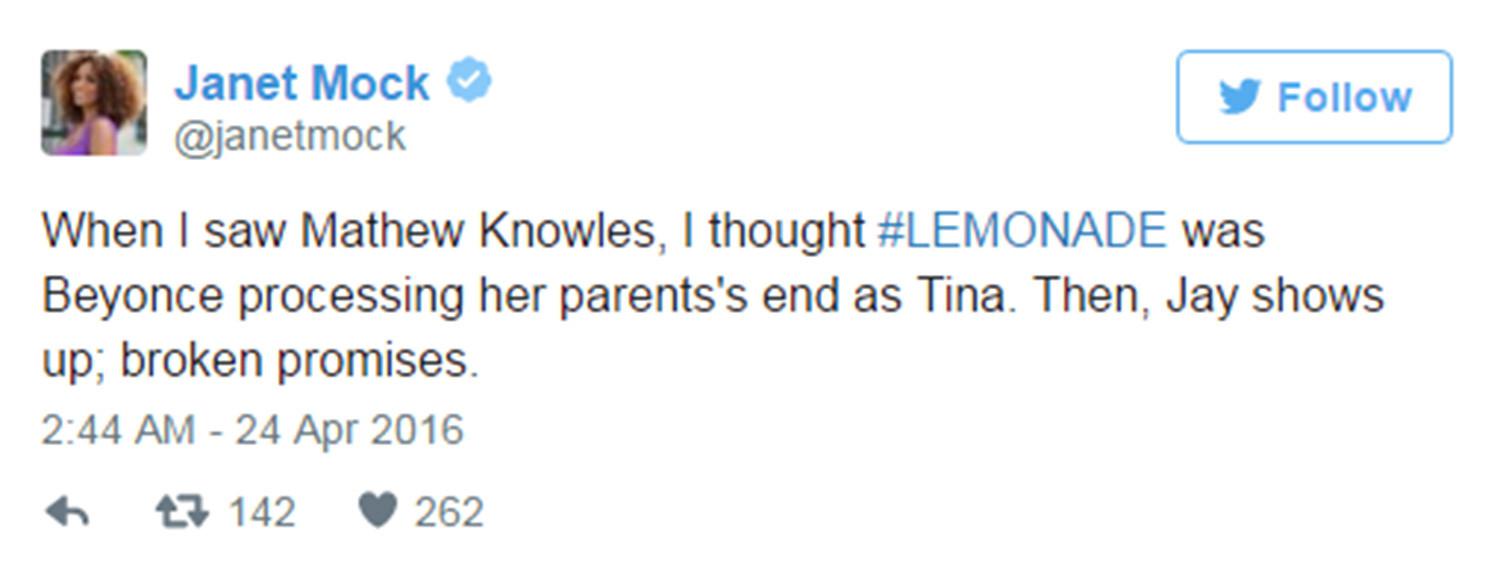 Janet Mock
@janetmock
Follow
When I saw Mathew Knowles, I thought #LEMONADE was
Beyonce processing her parents's end as Tina. Then, Jay shows
up; broken promises.
2:44 AM - 24 Apr 2016
142 262